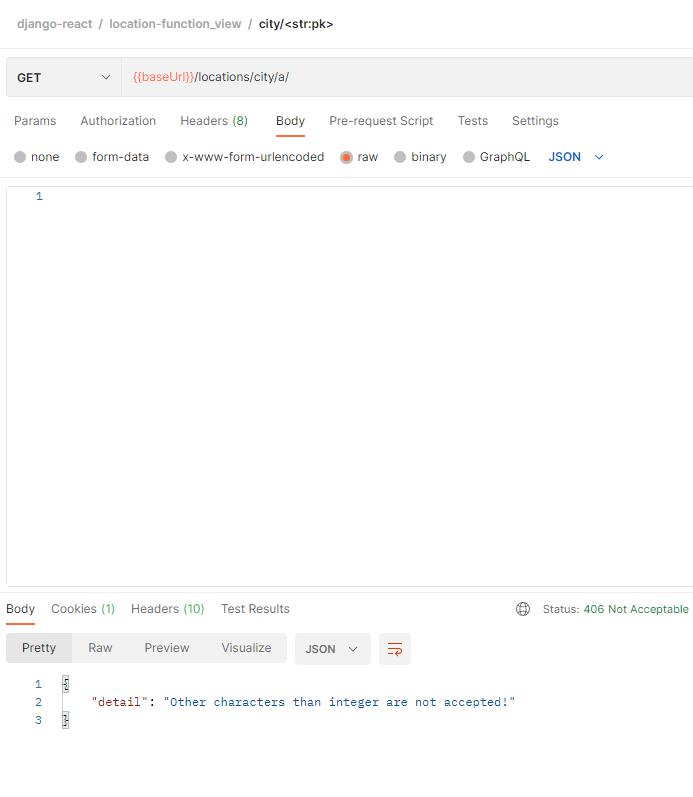 django-react / location-function_view / city/<str:pk>
GET {{baseUrl}}/locations/city/a/
Params Authorization Headers (8) Body Pre-request Script Tests Settings
none form-data x-www-form-urlencoded raw binary GraphQL JSON
1
Body Cookies (1) Headers (10) Test Results Status: 406 Not Acceptable
Pretty Raw Preview Visualize JSON
1 {
2 "detail": "Other characters than integer are not accepted!"
3 }